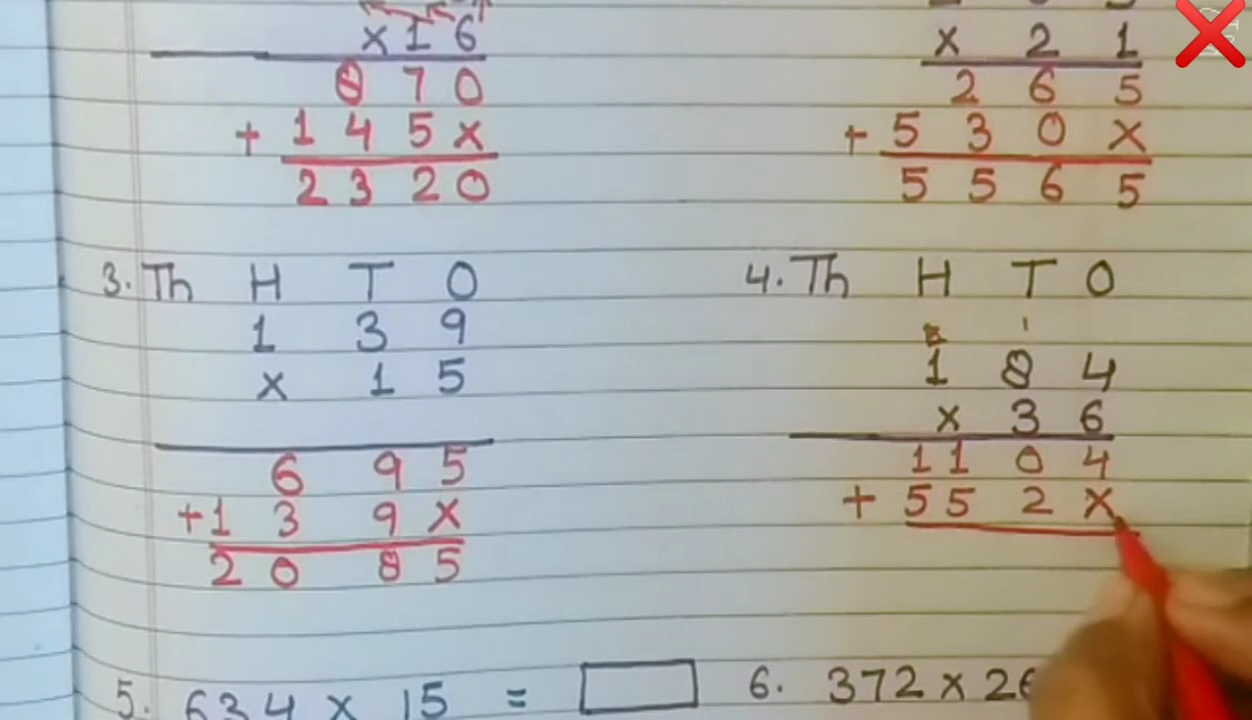 x 1 6
8 7 0
+ 1 4 5 x
2 3 2 0
x 2 1
2 6 5
+ 5 3 0 x
5 5 6 5
3. Th H T O
1 3 9
x 1 5
6 9 5
+1 3 9 x
2 0 8 5
4. Th H T O
1
1 8 4
x 3 6
1 1 0 4
+ 5 5 2 x
5. 634 x 15 =
6. 372 x 26